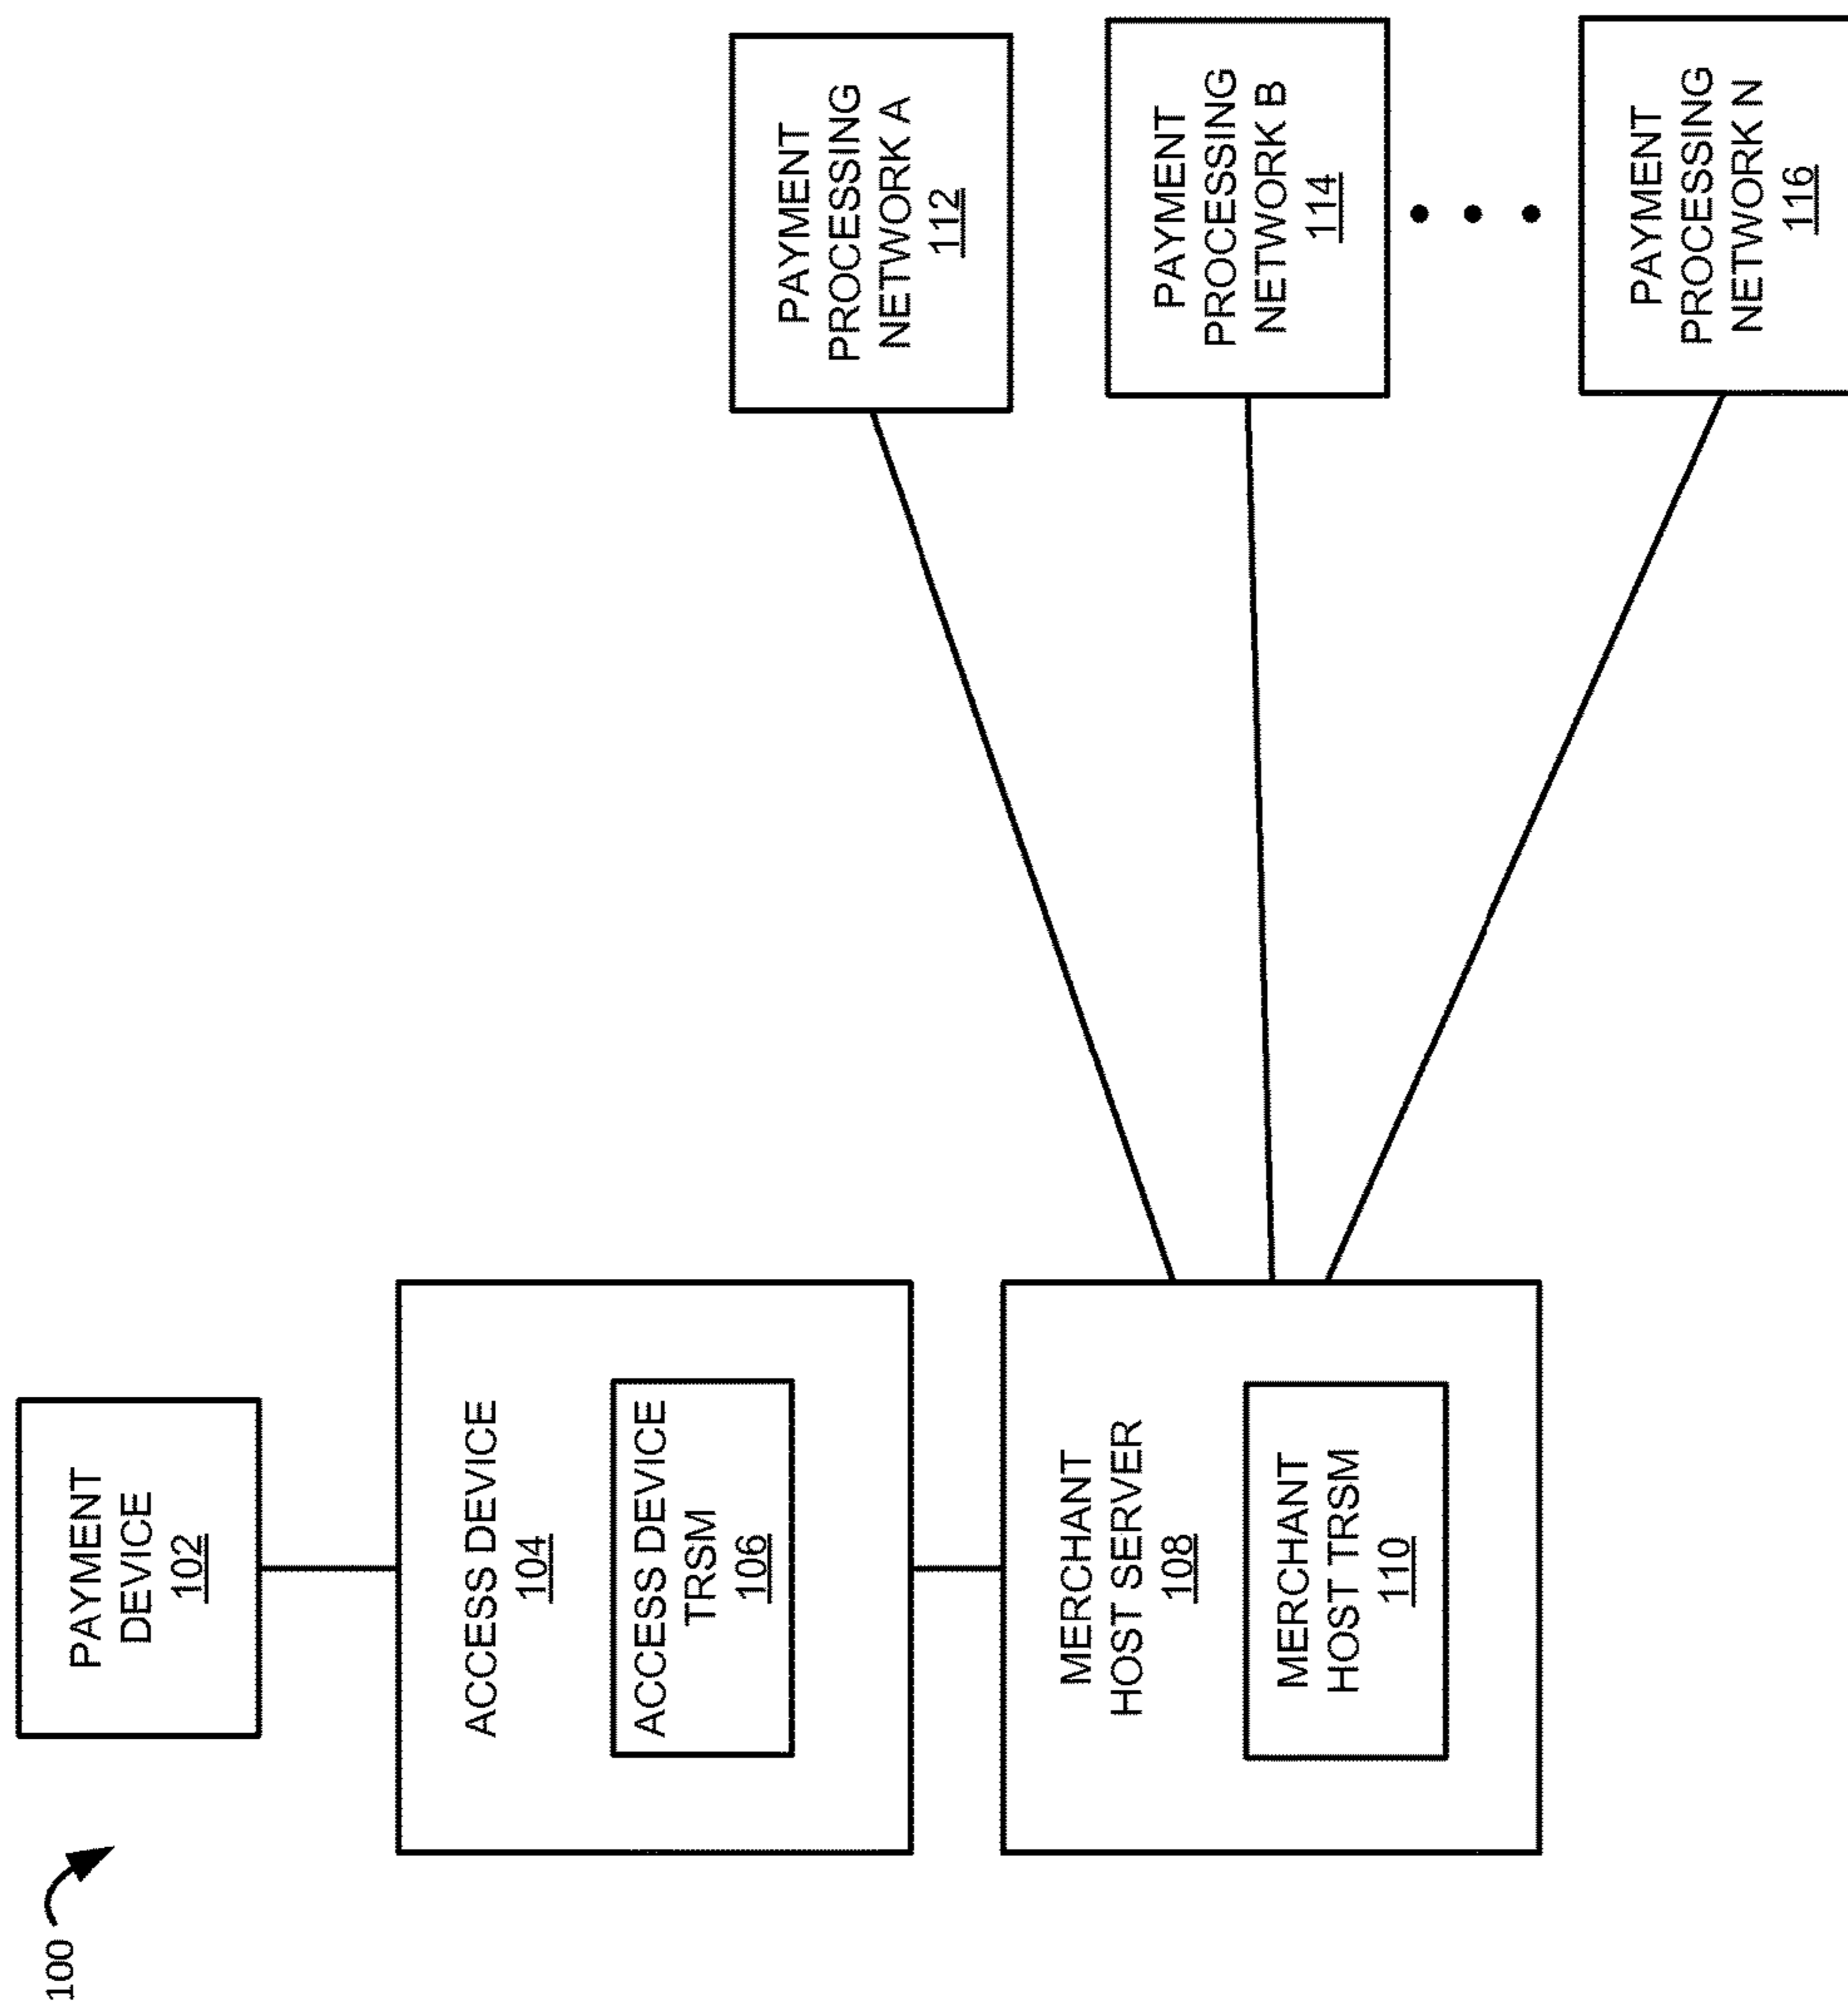 100
PAYMENT
DEVICE
102
ACCESS DEVICE
104
ACCESS DEVICE
TRSM
106
MERCHANT
HOST SERVER
108
MERCHANT
HOST TRSM
110
PAYMENT
PROCESSING
NETWORK A
112
PAYMENT
PROCESSING
NETWORK B
114
PAYMENT
PROCESSING
NETWORK N
116